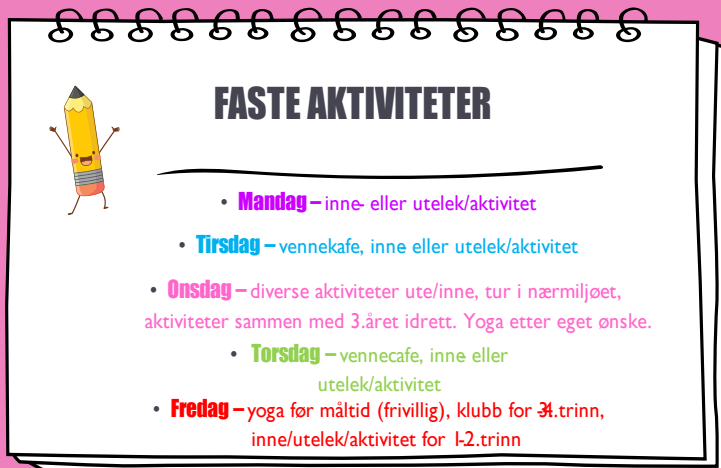 FASTE AKTIVITETER
• Mandag – inne- eller utelek/aktivitet
• Tirsdag – vennekafe, inne eller utelek/aktivitet
• Onsdag – diverse aktiviteter ute/inne, tur i nærmiljøet,
aktiviteter sammen med 3.året idrett. Yoga etter eget ønske.
• Torsdag – vennecafe, inne- eller
utelek/aktivitet
• Fredag – yoga før måltid (frivillig), klubb for 3-4.trinn,
inne/utelek/aktivitet for 1-2.trinn